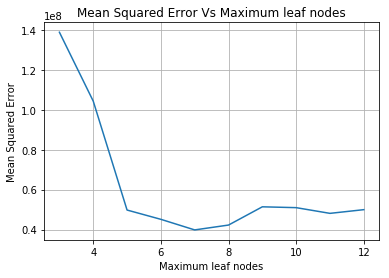 Mean Squared Error Vs Maximum leaf nodes
1e8
1.4
1.2
1.0
0.8
0.6
0.4
Mean Squared Error
4 6 8 10 12
Maximum leaf nodes